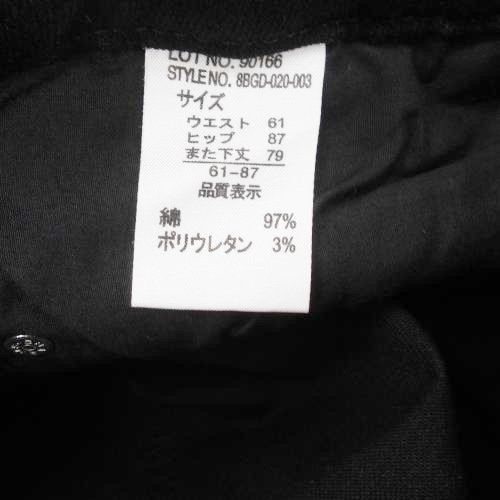 LOT NO. 90166
STYLE NO. 8BGD-020-003
サイズ
ウエスト 61
ヒップ 87
また下丈 79
61-87
品質表示
綿 97%
ポリウレタン 3%